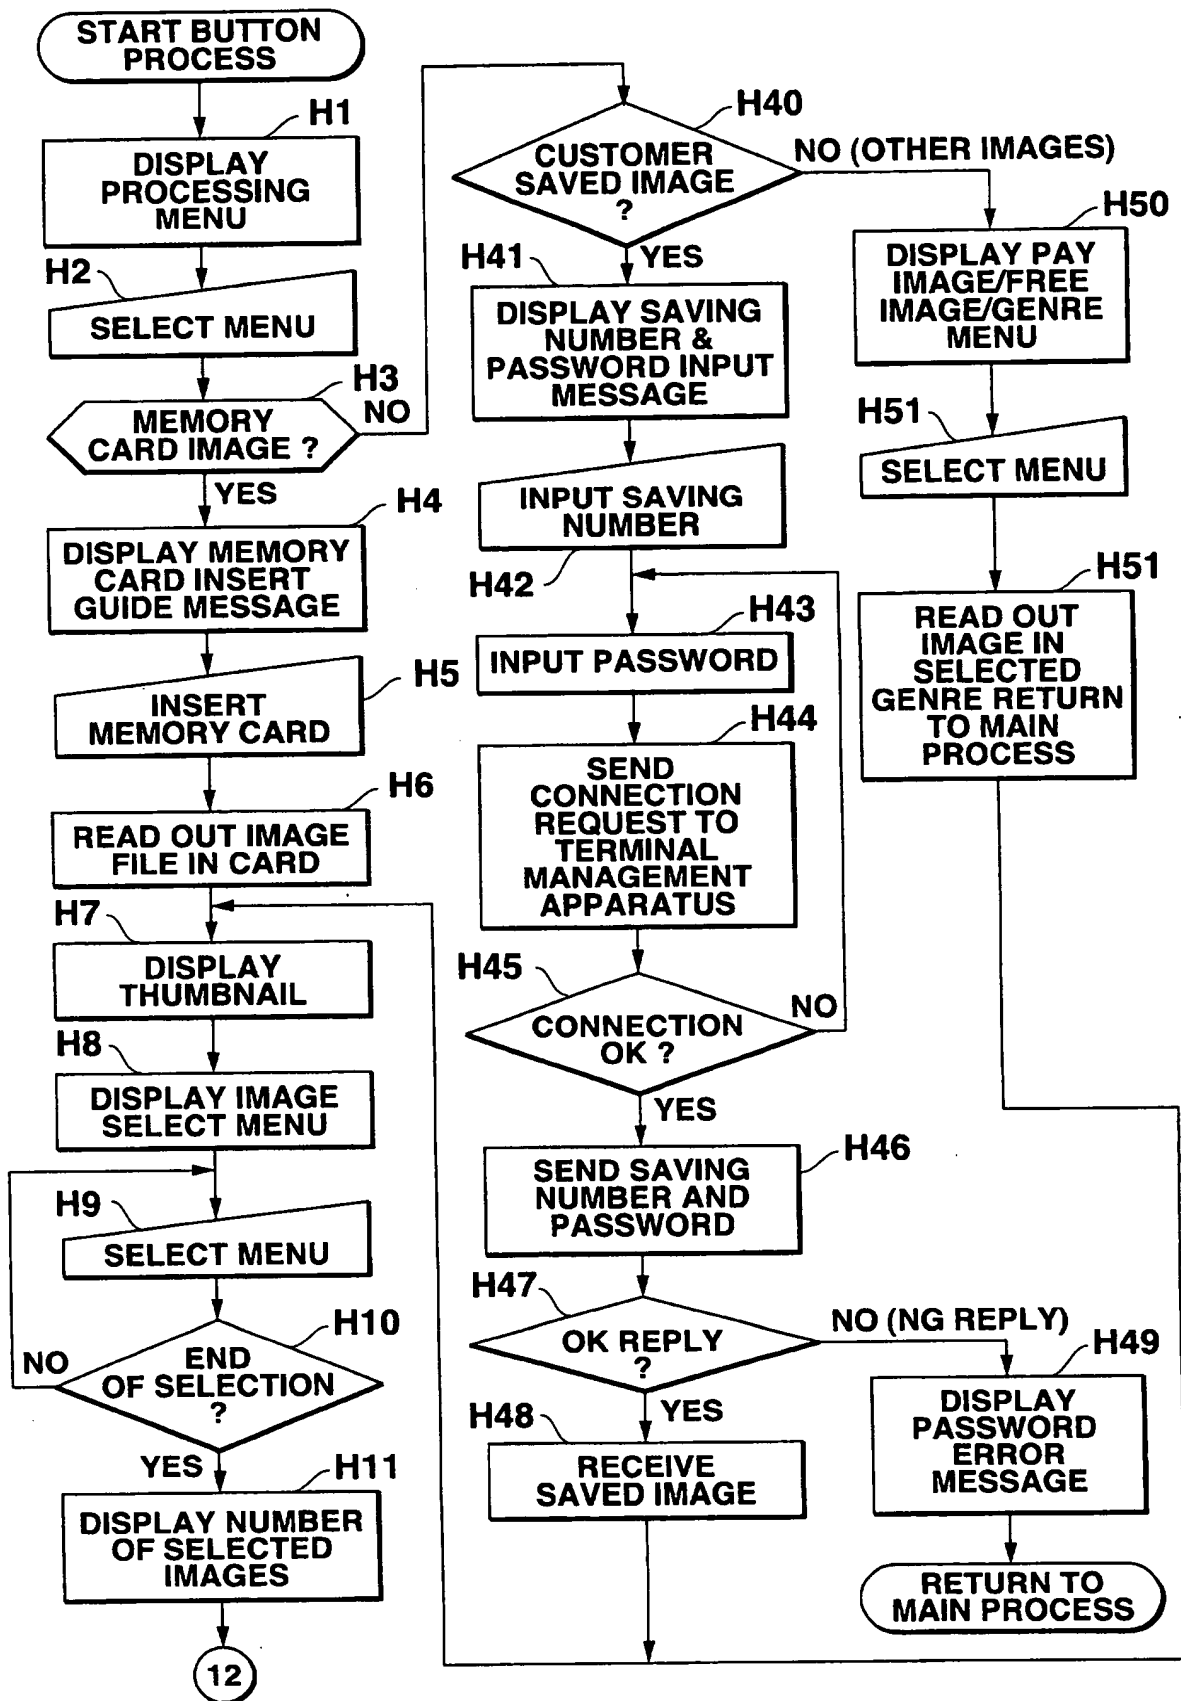 START BUTTON
PROCESS
H1
DISPLAY
PROCESSING
MENU
H2
SELECT MENU
H3
MEMORY
CARD IMAGE ?
NO
YES
H4
DISPLAY MEMORY
CARD INSERT
GUIDE MESSAGE
H5
INSERT
MEMORY CARD
H6
READ OUT IMAGE
FILE IN CARD
H7
DISPLAY
THUMBNAIL
H8
DISPLAY IMAGE
SELECT MENU
H9
SELECT MENU
H10
END
OF SELECTION
?
NO
YES
H11
DISPLAY NUMBER
OF SELECTED
IMAGES
12
H40
CUSTOMER
SAVED IMAGE
?
NO (OTHER IMAGES)
YES
H41
DISPLAY SAVING
NUMBER &
PASSWORD INPUT
MESSAGE
INPUT SAVING
NUMBER
H42
H43
INPUT PASSWORD
H44
SEND
CONNECTION
REQUEST TO
TERMINAL
MANAGEMENT
APPARATUS
H45
CONNECTION
OK ?
NO
YES
H46
SEND SAVING
NUMBER AND
PASSWORD
H47
OK REPLY
?
NO (NG REPLY)
YES
H48
RECEIVE
SAVED IMAGE
H49
DISPLAY
PASSWORD
ERROR
MESSAGE
RETURN TO
MAIN PROCESS
H50
DISPLAY PAY
IMAGE/FREE
IMAGE/GENRE
MENU
H51
SELECT MENU
H51
READ OUT
IMAGE IN
SELECTED
GENRE RETURN
TO MAIN
PROCESS